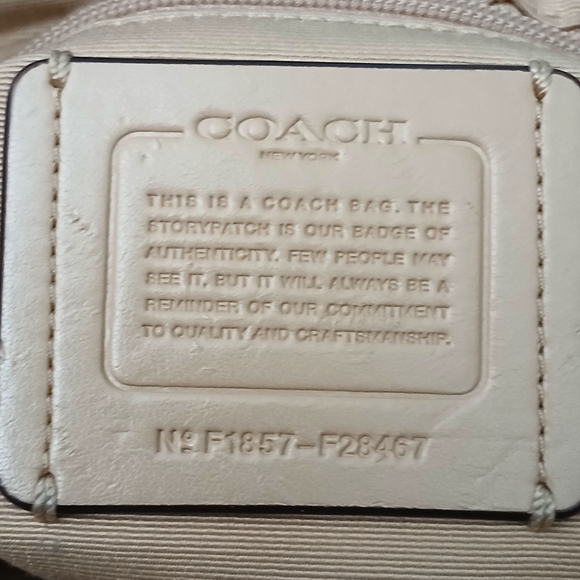 COACH
NEW YORK
THIS IS A COACH BAG. THE
STORYPATCH IS OUR BADGE OF
AUTHENTICITY. FEW PEOPLE MAY
SEE IT, BUT IT WILL ALWAYS BE A
REMINDER OF OUR COMMITMENT
TO QUALITY AND CRAFTSMANSHIP.
Nº F1857-F28467